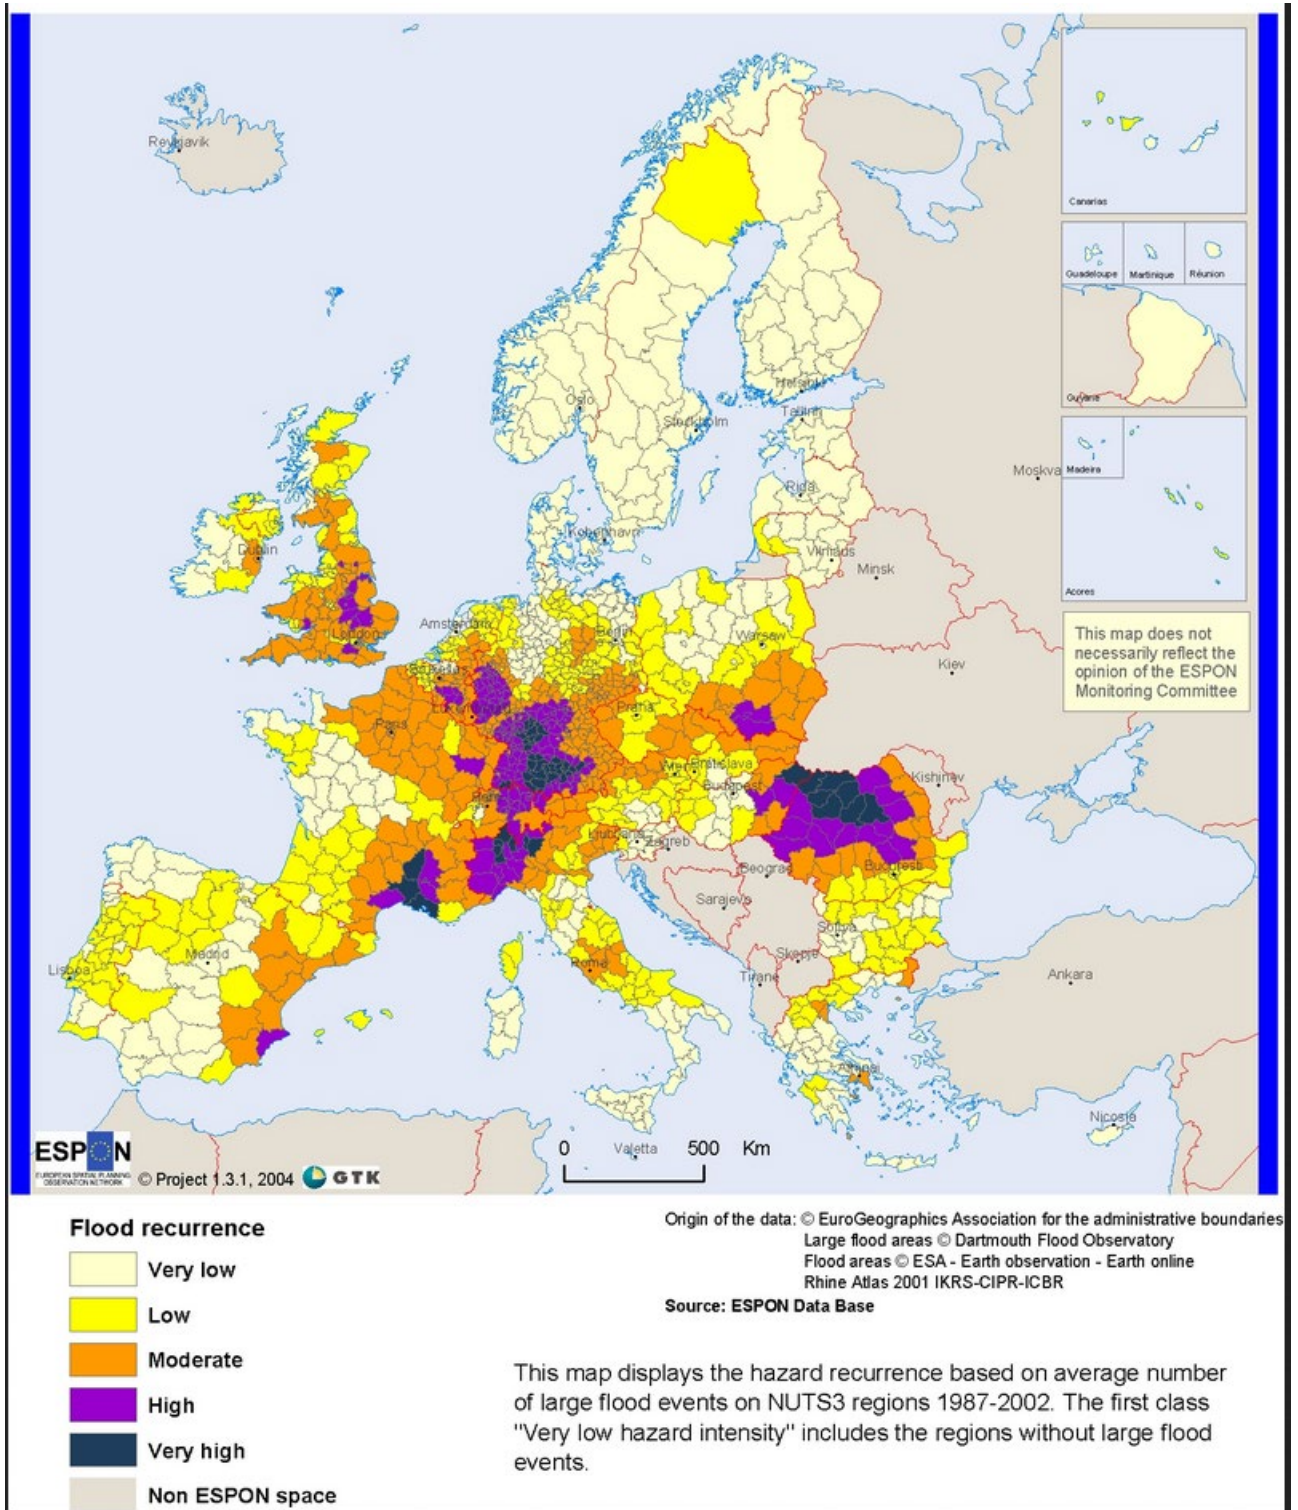 Reykjavik
Canarias
Guadeloupe
Martinique
Réunion
Guyane
Oslo
Helsinki
Tallinn
Stockholm
Moskva
Madeira
Riga
København
Dublin
Vilnius
Minsk
Acores
London
Amsterdam
Berlin
Warsaw
This map does not
necessarily reflect the
opinion of the ESPON
Monitoring Committee
Kiev
Paris
Praha
Wien
Bratislava
Budapest
Kishinev
Bern
Ljubljana
Zagreb
Beograd
Bucuresti
Sarajevo
Madrid
Sofiya
Lisboa
Roma
Skopje
Tirane
Ankara
Athinai
Nicosia
Valetta
0 500 Km
ESPON
EUROPEAN SPATIAL PLANNING
OBSERVATION NETWORK
© Project 1.3.1, 2004
GTK
Flood recurrence
Very low
Low
Moderate
High
Very high
Non ESPON space
Origin of the data: © EuroGeographics Association for the administrative boundaries
Large flood areas © Dartmouth Flood Observatory
Flood areas © ESA - Earth observation - Earth online
Rhine Atlas 2001 IKRS-CIPR-ICBR
Source: ESPON Data Base
This map displays the hazard recurrence based on average number
of large flood events on NUTS3 regions 1987-2002. The first class
"Very low hazard intensity" includes the regions without large flood
events.